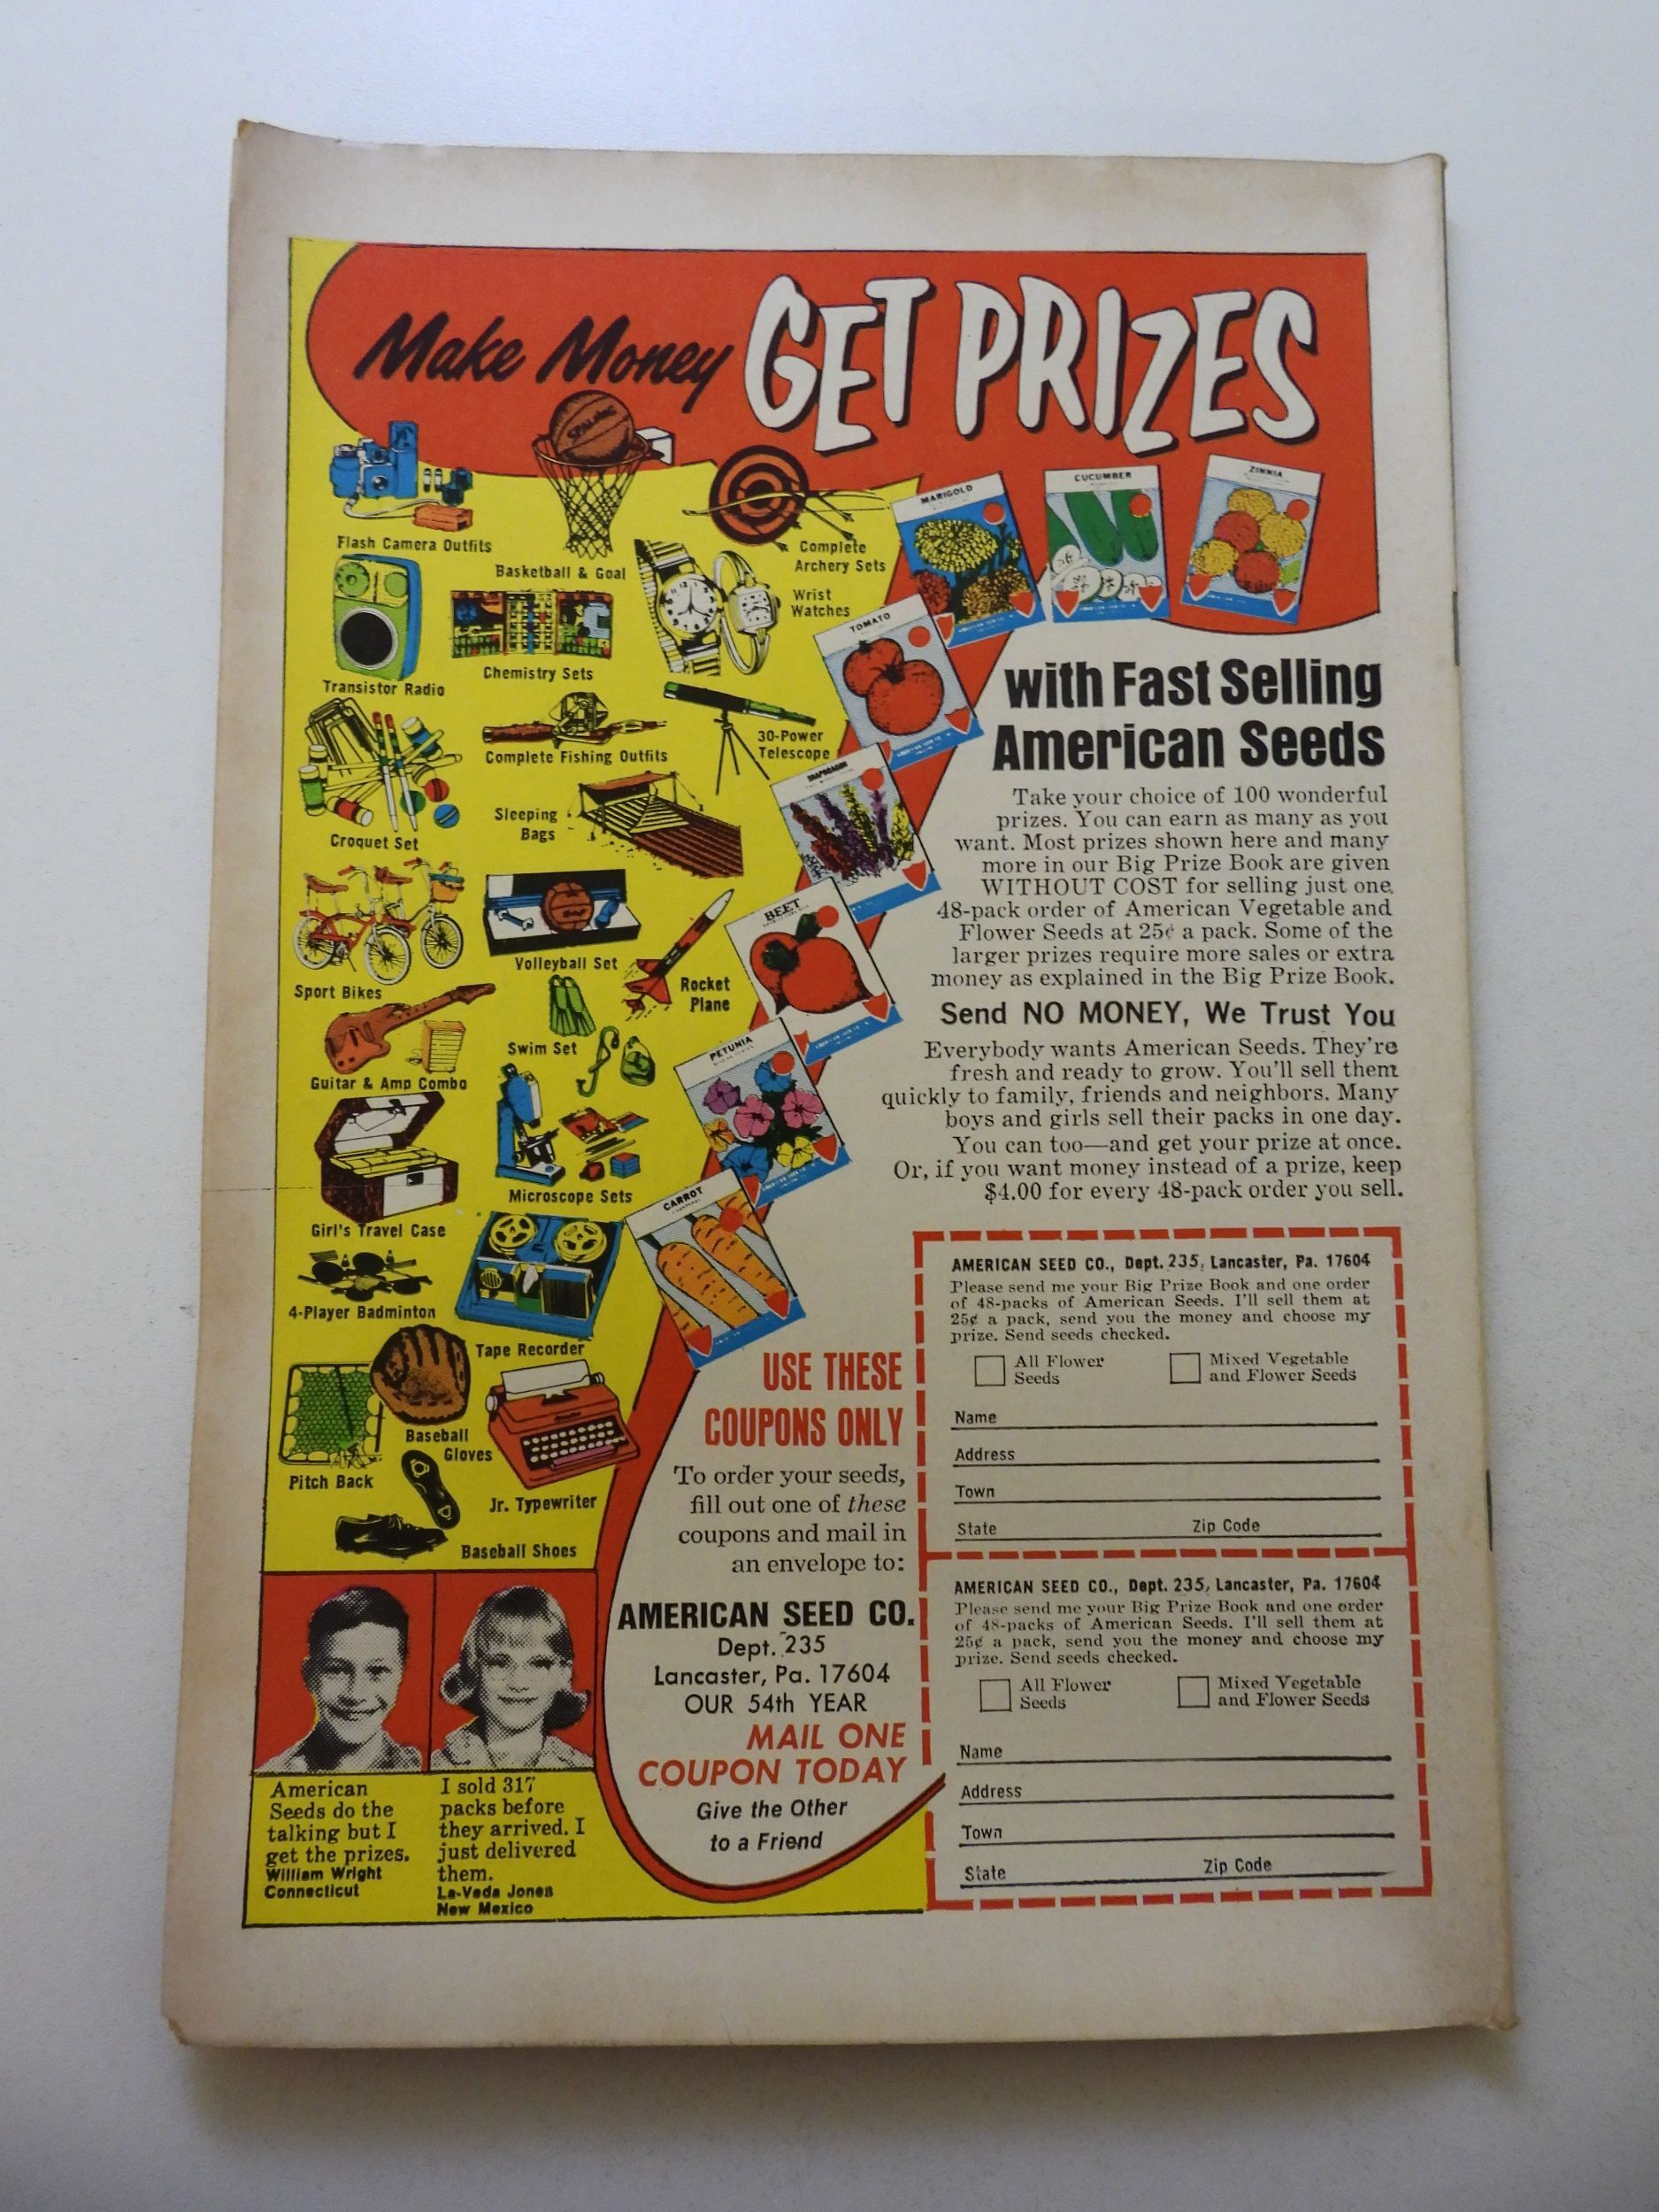 Make Money GET PRIZES
SPALDING
Flash Camera Outfits
Basketball & Goal
Complete
Archery Sets
Wrist
Watches
Transistor Radio
Chemistry Sets
Complete Fishing Outfits
30-Power
Telescope
Croquet Set
Sleeping
Bags
Sport Bikes
Volleyball Set
Rocket
Plane
Guitar & Amp Combo
Swim Set
Girl's Travel Case
Microscope Sets
4-Player Badminton
Tape Recorder
Pitch Back
Baseball
Gloves
Jr. Typewriter
Baseball Shoes
MARIGOLD
CUCUMBER
ZINNIA
TOMATO
SNAPDRAGON
BEET
PETUNIA
CARROT
with Fast Selling
American Seeds
Take your choice of 100 wonderful
prizes. You can earn as many as you
want. Most prizes shown here and many
more in our Big Prize Book are given
WITHOUT COST for selling just one,
48-pack order of American Vegetable and
Flower Seeds at 25¢ a pack. Some of the
larger prizes require more sales or extra
money as explained in the Big Prize Book.
Send NO MONEY, We Trust You
Everybody wants American Seeds. They're
fresh and ready to grow. You'll sell them
quickly to family, friends and neighbors. Many
boys and girls sell their packs in one day.
You can too—and get your prize at once.
Or, if you want money instead of a prize, keep
$4.00 for every 48-pack order you sell.
USE THESE
COUPONS ONLY
To order your seeds,
fill out one of these
coupons and mail in
an envelope to:
AMERICAN SEED CO.
Dept. 235
Lancaster, Pa. 17604
OUR 54th YEAR
MAIL ONE
COUPON TODAY
Give the Other
to a Friend
AMERICAN SEED CO., Dept. 235, Lancaster, Pa. 17604
Please send me your Big Prize Book and one order
of 48-packs of American Seeds. I'll sell them at
25¢ a pack, send you the money and choose my
prize. Send seeds checked.
All Flower
Seeds
Mixed Vegetable
and Flower Seeds
Name
Address
Town
State Zip Code
AMERICAN SEED CO., Dept. 235, Lancaster, Pa. 17604
Please send me your Big Prize Book and one order
of 48-packs of American Seeds. I'll sell them at
25¢ a pack, send you the money and choose my
prize. Send seeds checked.
All Flower
Seeds
Mixed Vegetable
and Flower Seeds
Name
Address
Town
State Zip Code
American
Seeds do the
talking but I
get the prizes.
William Wright
Connecticut
I sold 317
packs before
they arrived. I
just delivered
them.
La-Veda Jones
New Mexico